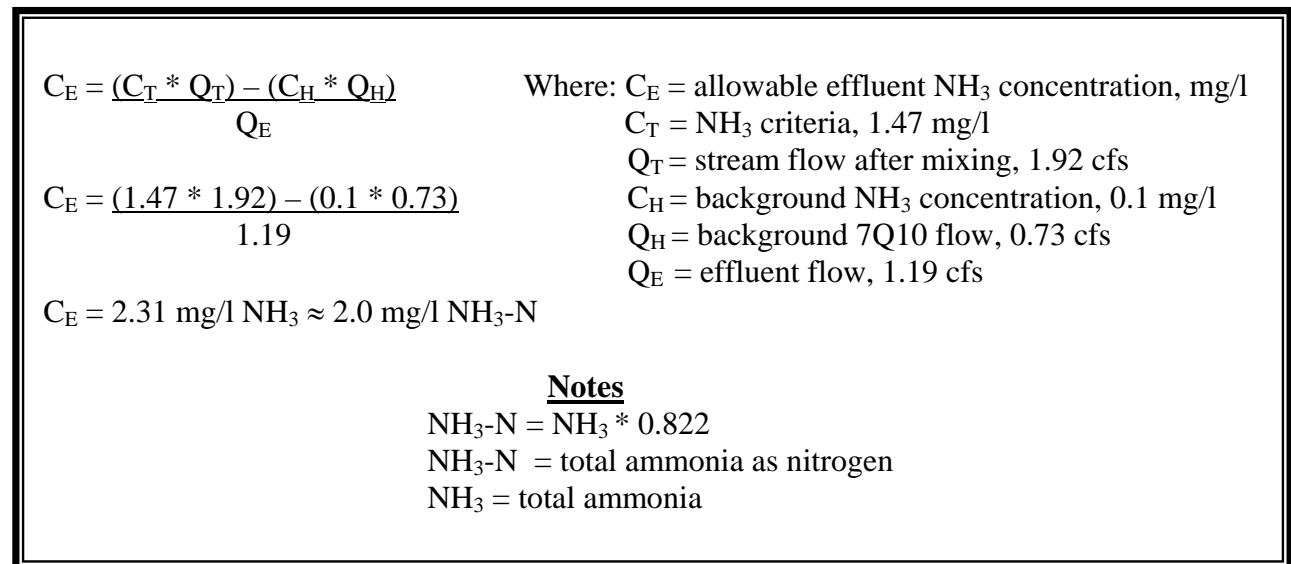 C_E = (C_T * Q_T) – (C_H * Q_H) Where: C_E = allowable effluent NH₃ concentration, mg/l
Q_E C_T = NH₃ criteria, 1.47 mg/l
Q_T = stream flow after mixing, 1.92 cfs
C_E = (1.47 * 1.92) – (0.1 * 0.73) C_H = background NH₃ concentration, 0.1 mg/l
1.19 Q_H = background 7Q10 flow, 0.73 cfs
Q_E = effluent flow, 1.19 cfs
C_E = 2.31 mg/l NH₃ ≈ 2.0 mg/l NH₃-N
Notes
NH₃-N = NH₃ * 0.822
NH₃-N = total ammonia as nitrogen
NH₃ = total ammonia